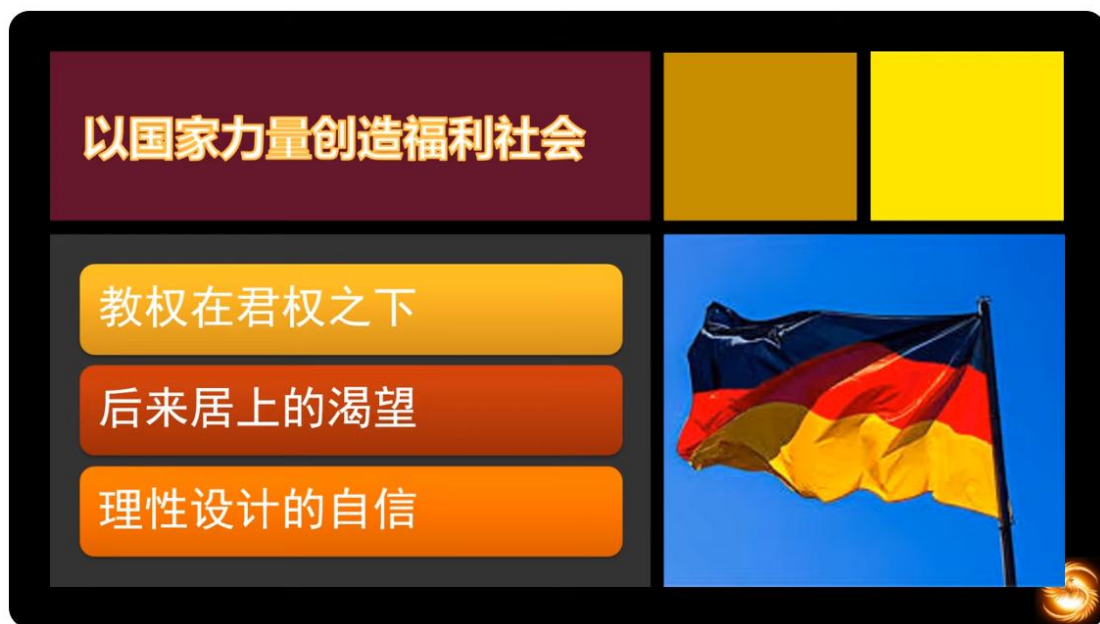 以国家力量创造福利社会
教权在君权之下
后来居上的渴望
理性设计的自信